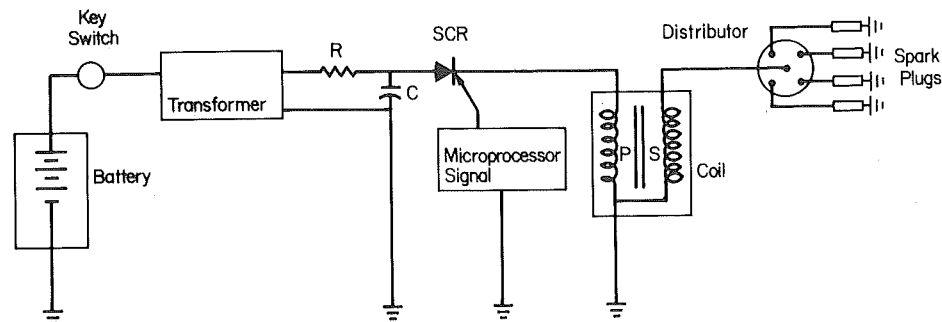 Key
Switch
Transformer
Battery
R
C
SCR
Microprocessor
Signal
P
S
Coil
Distributor
Spark
Plugs